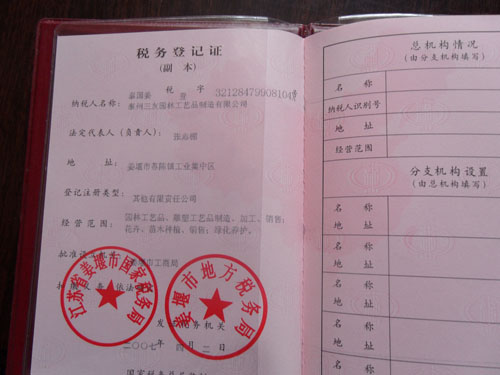 税务登记证
(副本)
税 字 32128479908104
纳税人名称: 泰州三友园林工艺品制造有限公司
法定代表人(负责人):
地 址: 姜堰市苏陈镇工业集中区
登记注册类型: 其他有限责任公司
经营范围: 园林工艺品、雕塑工艺品制造、加工、销售;
花卉、苗木种植、销售; 绿化养护。
江苏省姜堰市国家税务局
姜堰市地方税务局
发 税务机关
二〇〇七年 四月 二
总机构情况
(由分支机构填写)
名 称
纳税人识别号
地 址
经营范围
分支机构设置
(由总机构填写)
名 称
地 址
名 称
地 址
名 称
地 址
名 称
地 址
名 称